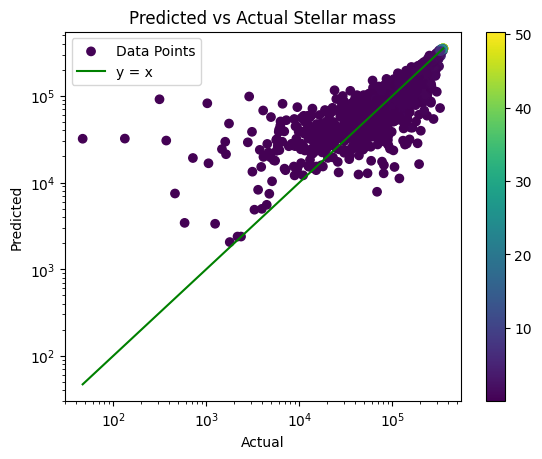 Predicted vs Actual Stellar mass
Data Points
y = x
Predicted
10^5
10^4
10^3
10^2
10^2 10^3 10^4 10^5
Actual
50
40
30
20
10